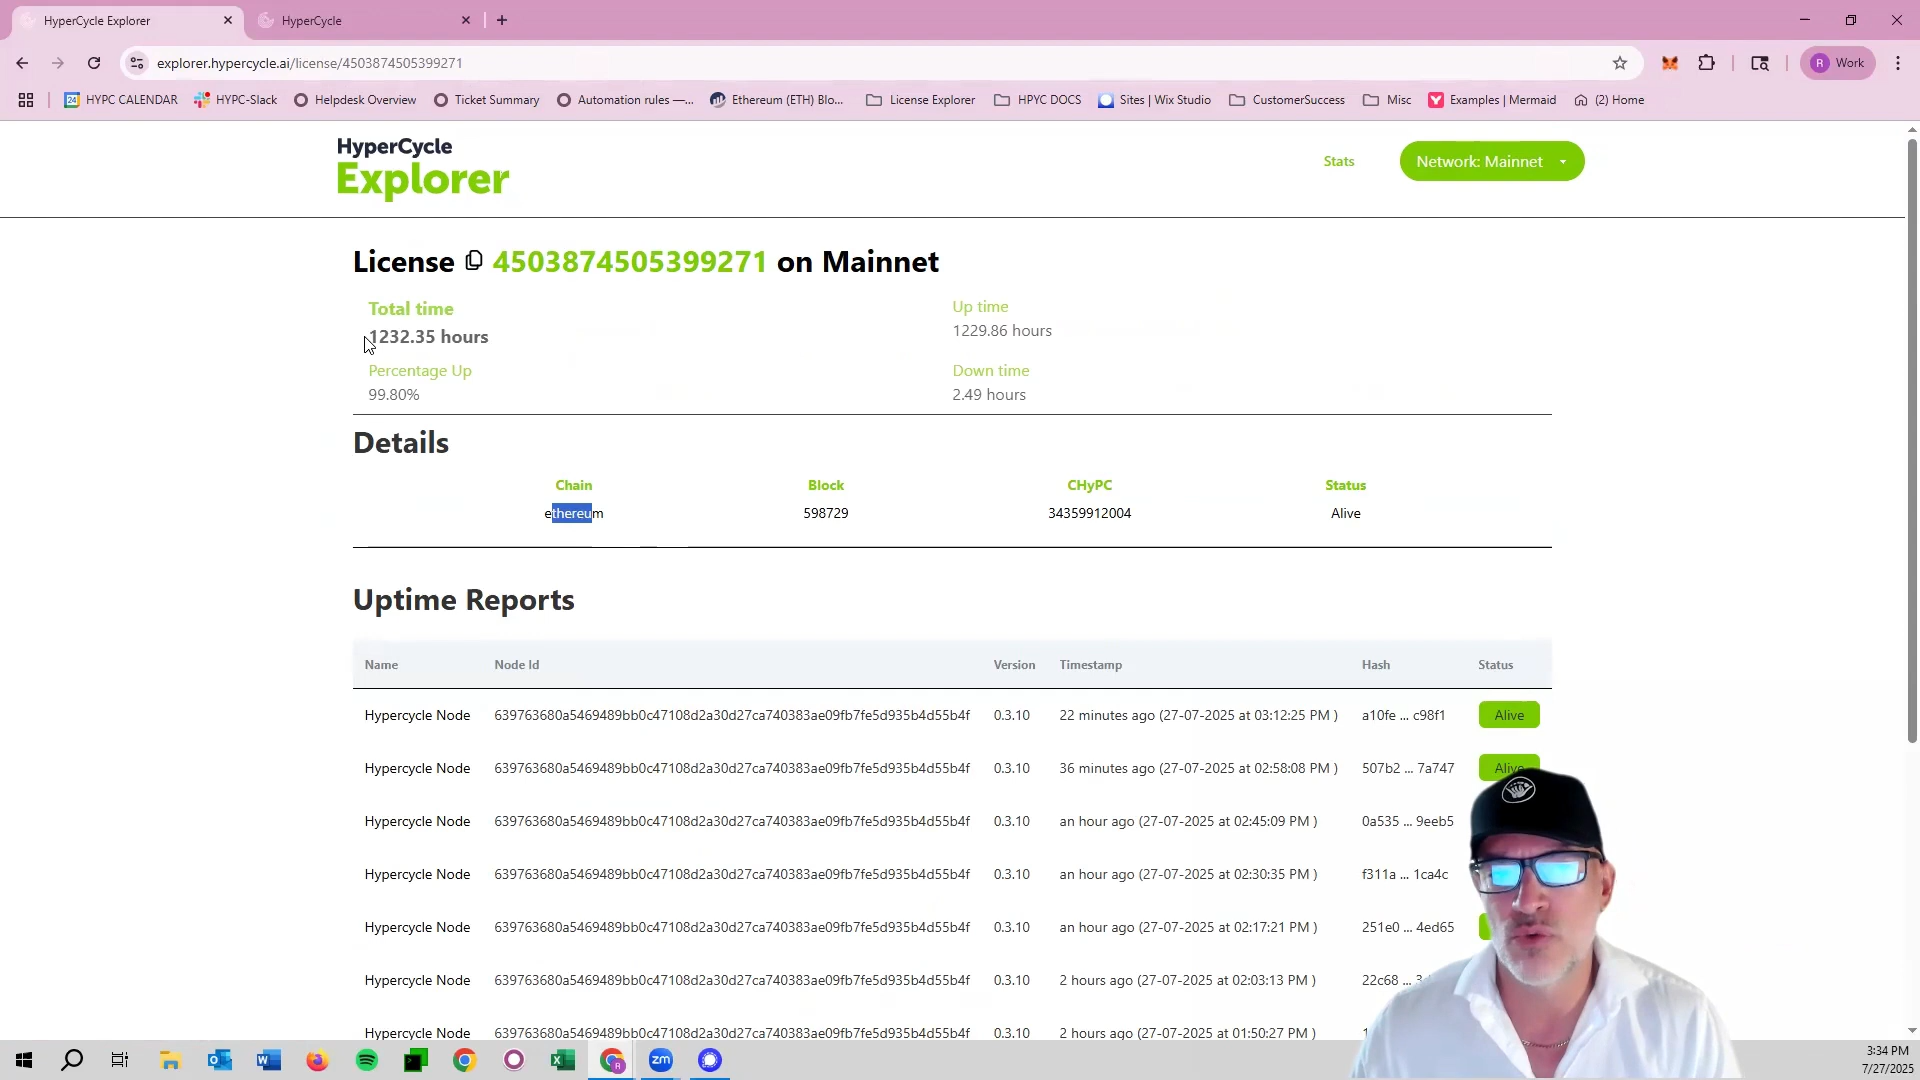 HyperCycle Explorer
HyperCycle
explorer.hypercycle.ai/license/4503874505399271
R Work
24 HYPC CALENDAR HYPC-Slack Helpdesk Overview Ticket Summary Automation rules —... Ethereum (ETH) Blo... License Explorer HPYC DOCS Sites | Wix Studio CustomerSuccess Misc Examples | Mermaid (2) Home
HyperCycle
Explorer
Stats
Network: Mainnet
License 4503874505399271 on Mainnet
Total time
1232.35 hours
Up time
1229.86 hours
Percentage Up
99.80%
Down time
2.49 hours
Details
Chain Block CHyPC Status
ethereum 598729 34359912004 Alive
Uptime Reports
Name Node Id Version Timestamp Hash Status
Hypercycle Node 639763680a5469489bb0c47108d2a30d27ca740383ae09fb7fe5d935b4d55b4f 0.3.10 22 minutes ago (27-07-2025 at 03:12:25 PM ) a10fe ... c98f1 Alive
Hypercycle Node 639763680a5469489bb0c47108d2a30d27ca740383ae09fb7fe5d935b4d55b4f 0.3.10 36 minutes ago (27-07-2025 at 02:58:08 PM ) 507b2 ... 7a747 Alive
Hypercycle Node 639763680a5469489bb0c47108d2a30d27ca740383ae09fb7fe5d935b4d55b4f 0.3.10 an hour ago (27-07-2025 at 02:45:09 PM ) 0a535 ... 9eeb5
Hypercycle Node 639763680a5469489bb0c47108d2a30d27ca740383ae09fb7fe5d935b4d55b4f 0.3.10 an hour ago (27-07-2025 at 02:30:35 PM ) f311a ... 1ca4c
Hypercycle Node 639763680a5469489bb0c47108d2a30d27ca740383ae09fb7fe5d935b4d55b4f 0.3.10 an hour ago (27-07-2025 at 02:17:21 PM ) 251e0 ... 4ed65
Hypercycle Node 639763680a5469489bb0c47108d2a30d27ca740383ae09fb7fe5d935b4d55b4f 0.3.10 2 hours ago (27-07-2025 at 02:03:13 PM ) 22c68 ...
Hypercycle Node 639763680a5469489bb0c47108d2a30d27ca740383ae09fb7fe5d935b4d55b4f 0.3.10 2 hours ago (27-07-2025 at 01:50:27 PM )
zm
3:34 PM
7/27/2025